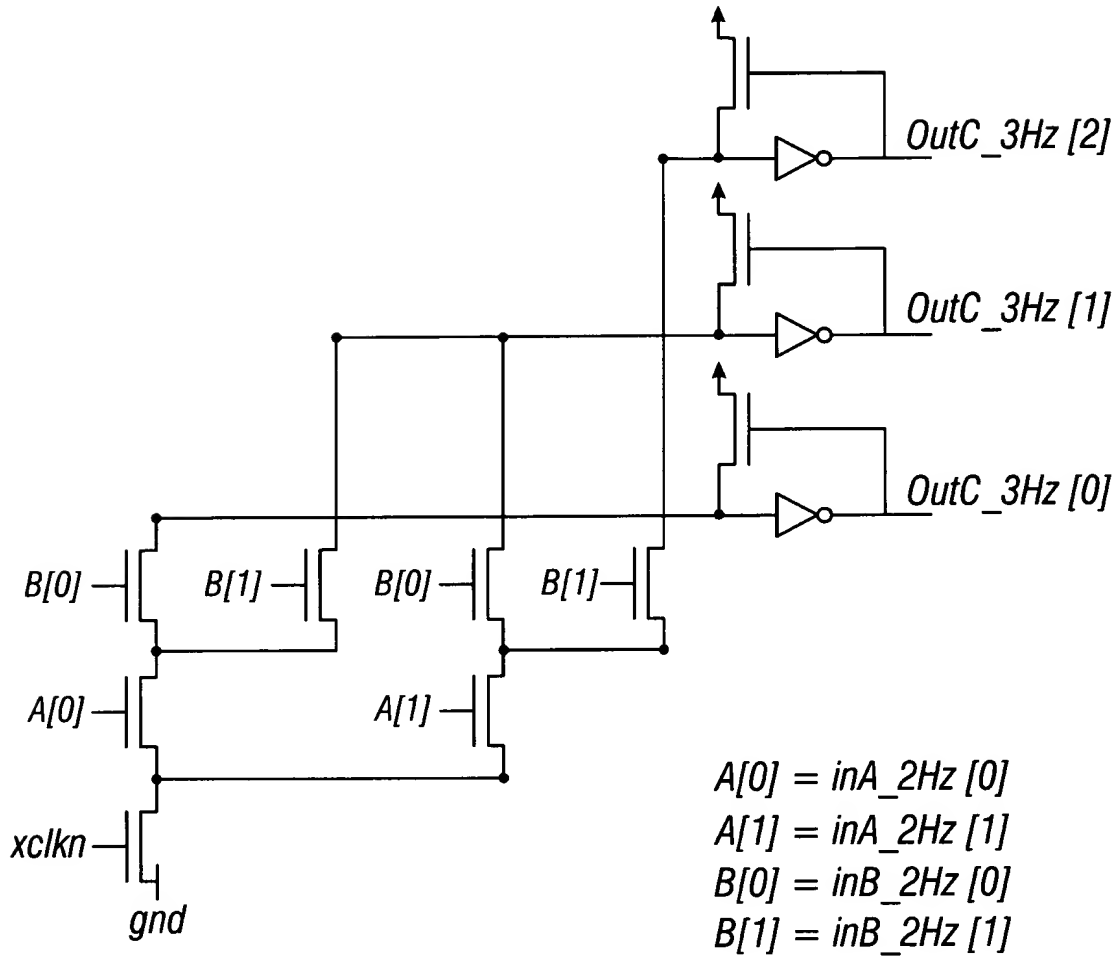 OutC_3Hz [2]
OutC_3Hz [1]
OutC_3Hz [0]
B[0]
B[1]
B[0]
B[1]
A[0]
A[1]
xclkn
gnd
A[0] = inA_2Hz [0]
A[1] = inA_2Hz [1]
B[0] = inB_2Hz [0]
B[1] = inB_2Hz [1]